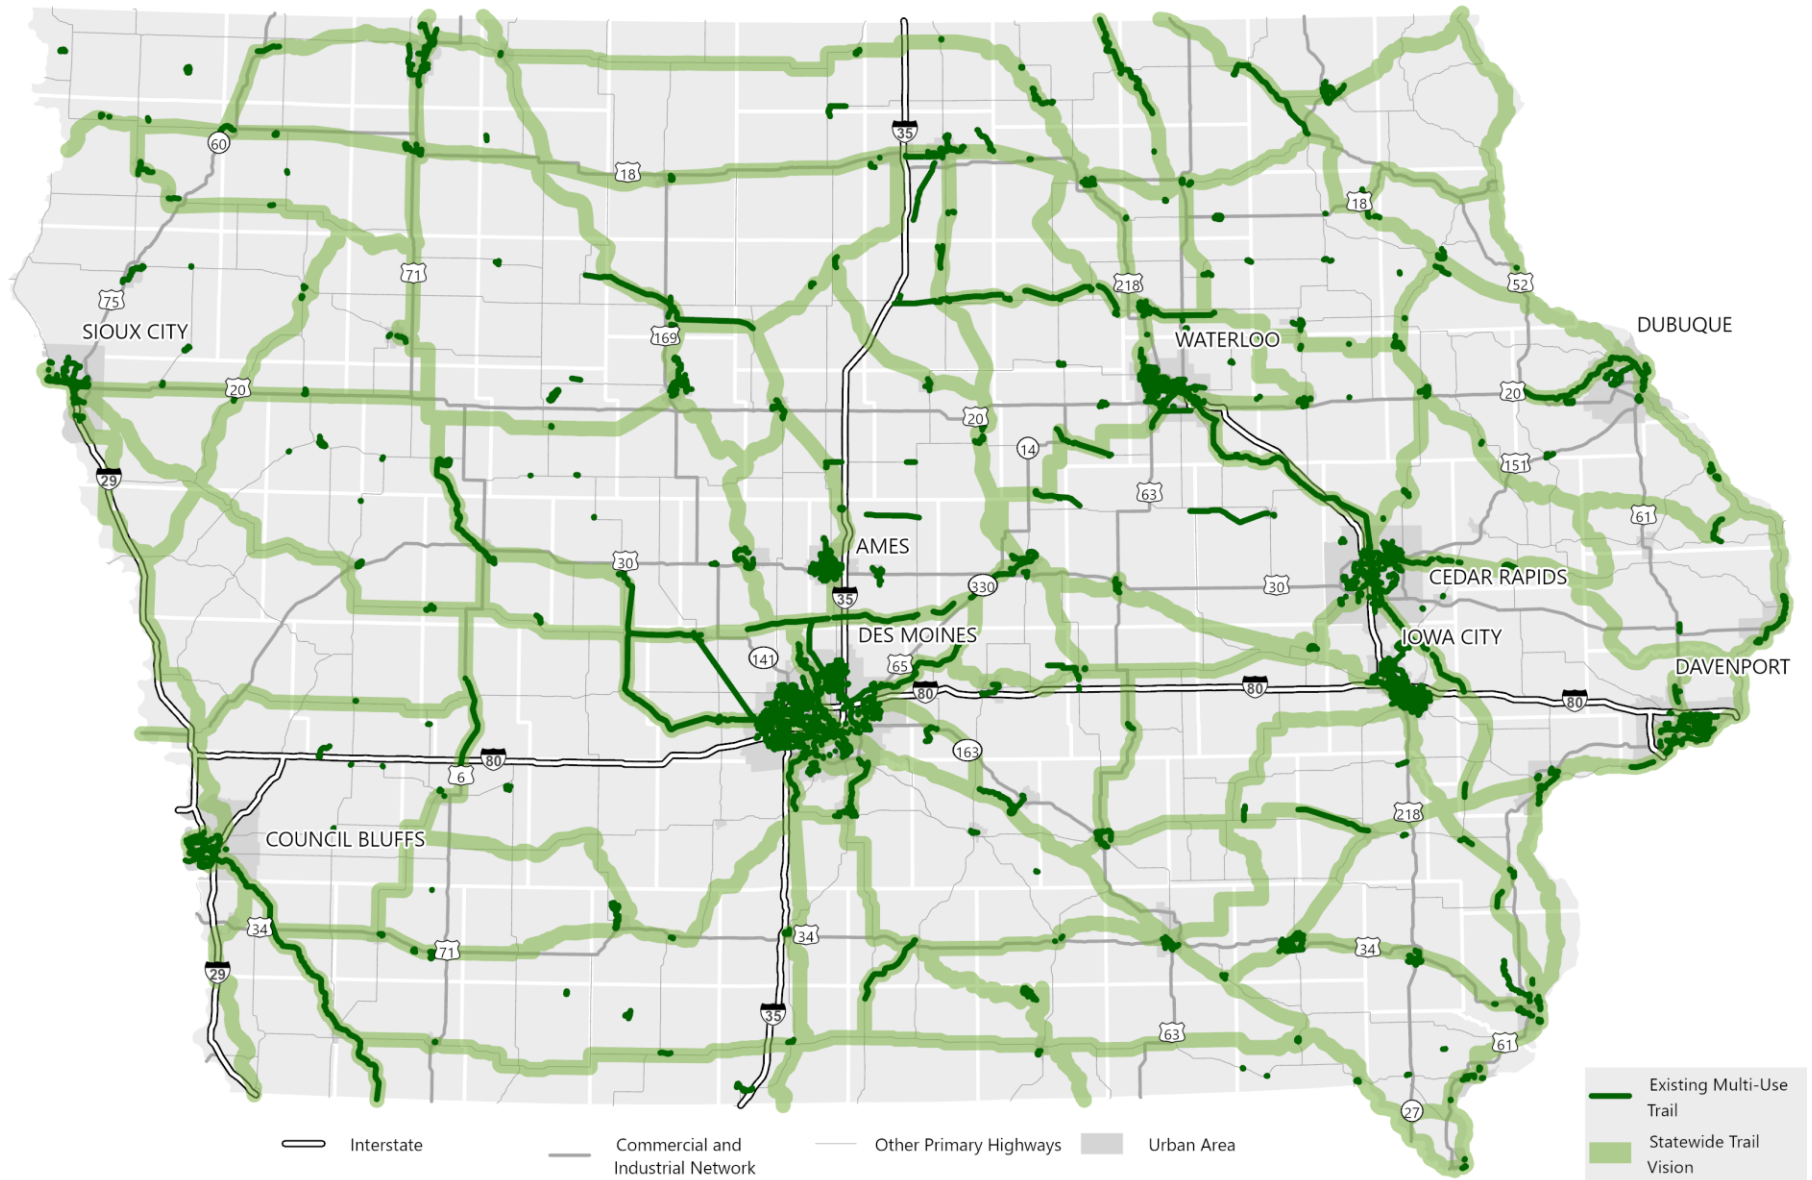 35
60
18
18
71
218
52
75
SIOUX CITY
DUBUQUE
169
WATERLOO
20
20
20
14
151
29
63
61
AMES
30
330
30
CEDAR RAPIDS
35
DES MOINES
IOWA CITY
141
65
DAVENPORT
80
80
80
163
80
6
218
COUNCIL BLUFFS
34
34
34
71
29
35
63
61
27
Existing Multi-Use
Trail
Statewide Trail
Vision
Interstate
Commercial and
Industrial Network
Other Primary Highways
Urban Area